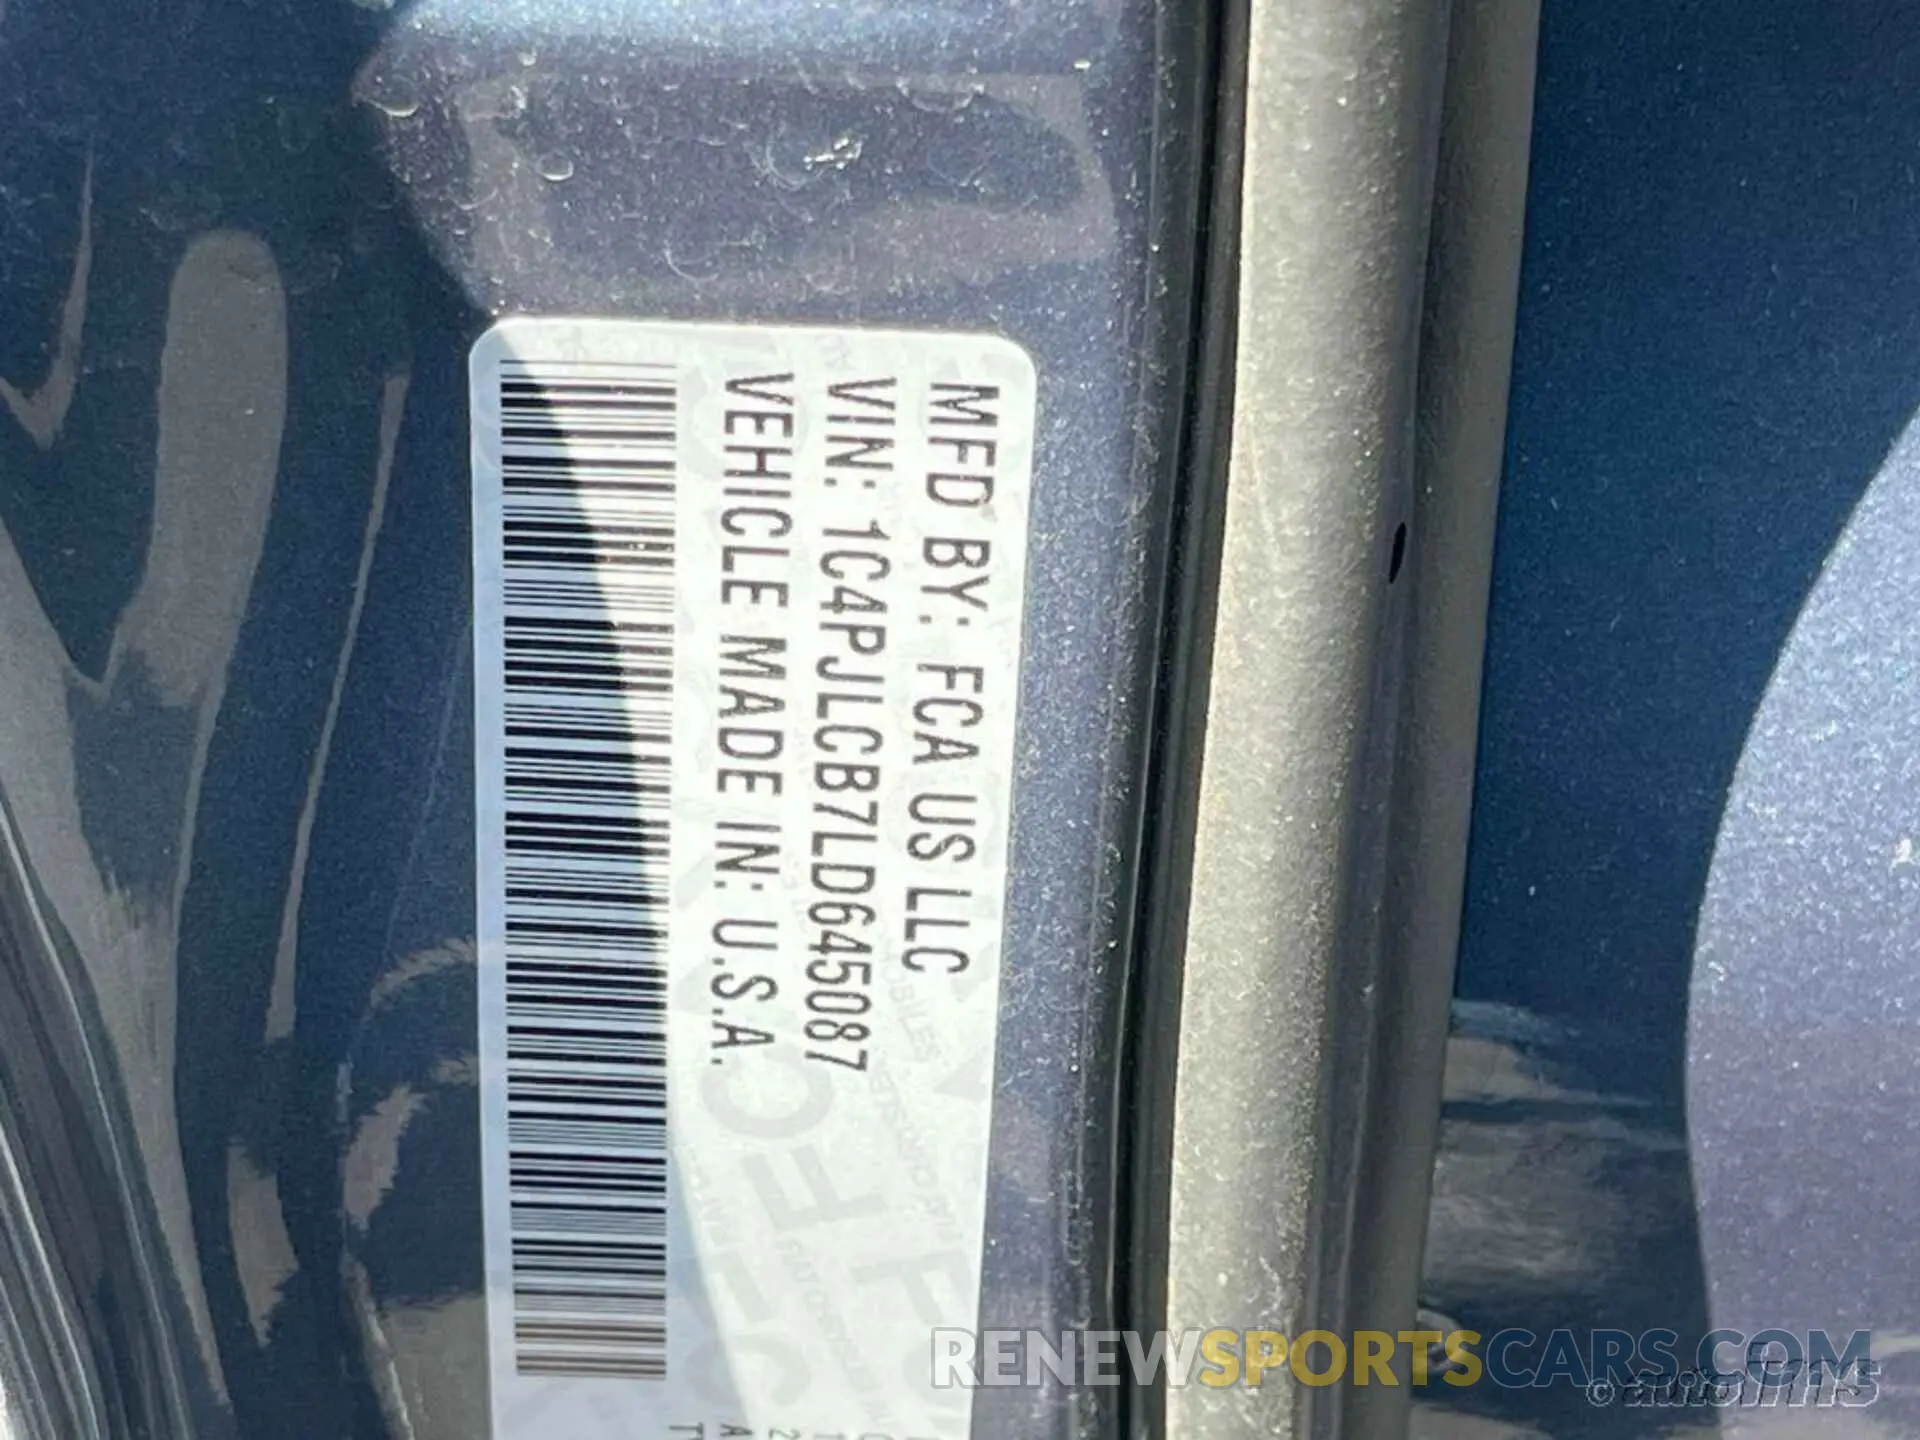 MFD BY: FCA US LLC
VIN: 1C4PJLCB7LD645087
VEHICLE MADE IN: U.S.A.
RENEWSPORTSCARS.COM